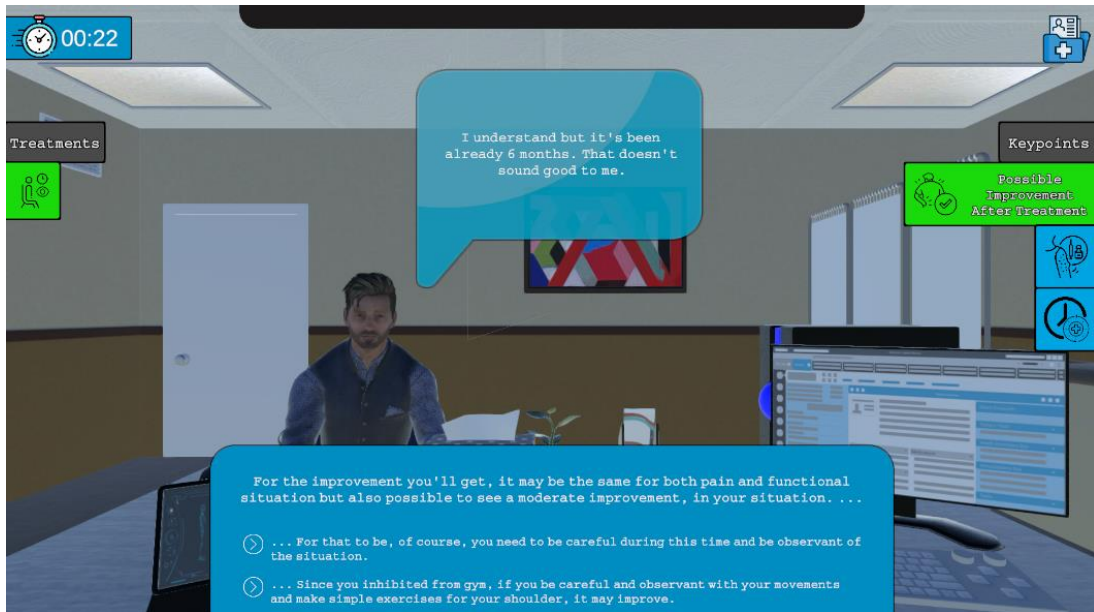 00:22
I understand but it's been
already 6 months. That doesn't
sound good to me.
Treatments
Keypoints
Possible
Improvement
After Treatment
For the improvement you'll get, it may be the same for both pain and functional
situation but also possible to see a moderate improvement, in your situation. ...
... For that to be, of course, you need to be careful during this time and be observant of
the situation.
... Since you inhibited from gym, if you be careful and observant with your movements
and make simple exercises for your shoulder, it may improve.